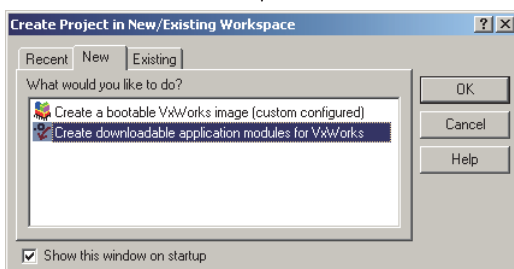 Create Project in New/Existing Workspace
Recent New Existing
What would you like to do?
Create a bootable VxWorks image (custom configured)
Create downloadable application modules for VxWorks
OK
Cancel
Help
Show this window on startup